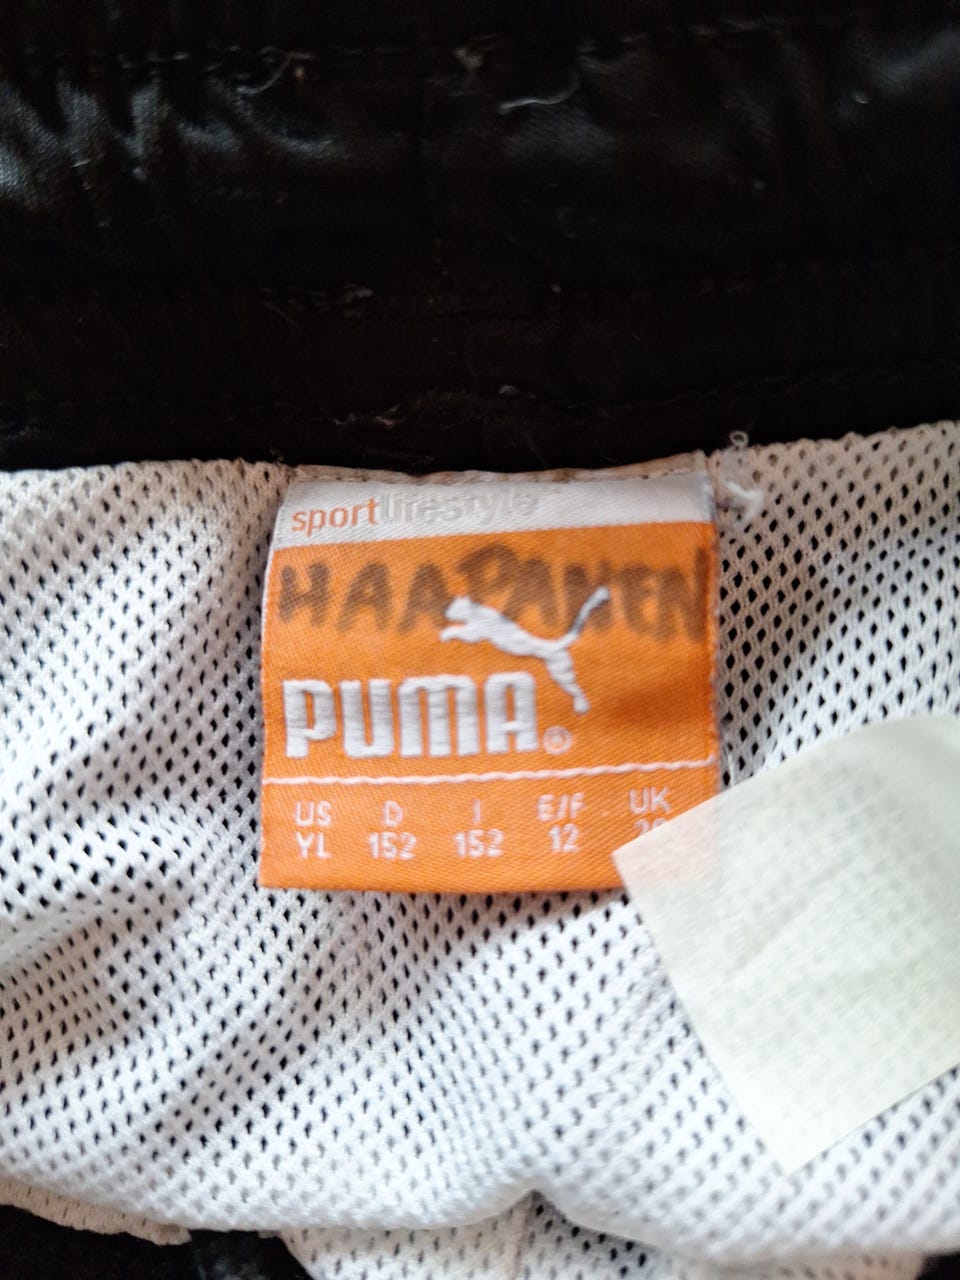 sportlifestyle
HAAPANEN
PUMA®
US D I E/F UK
YL 152 152 12